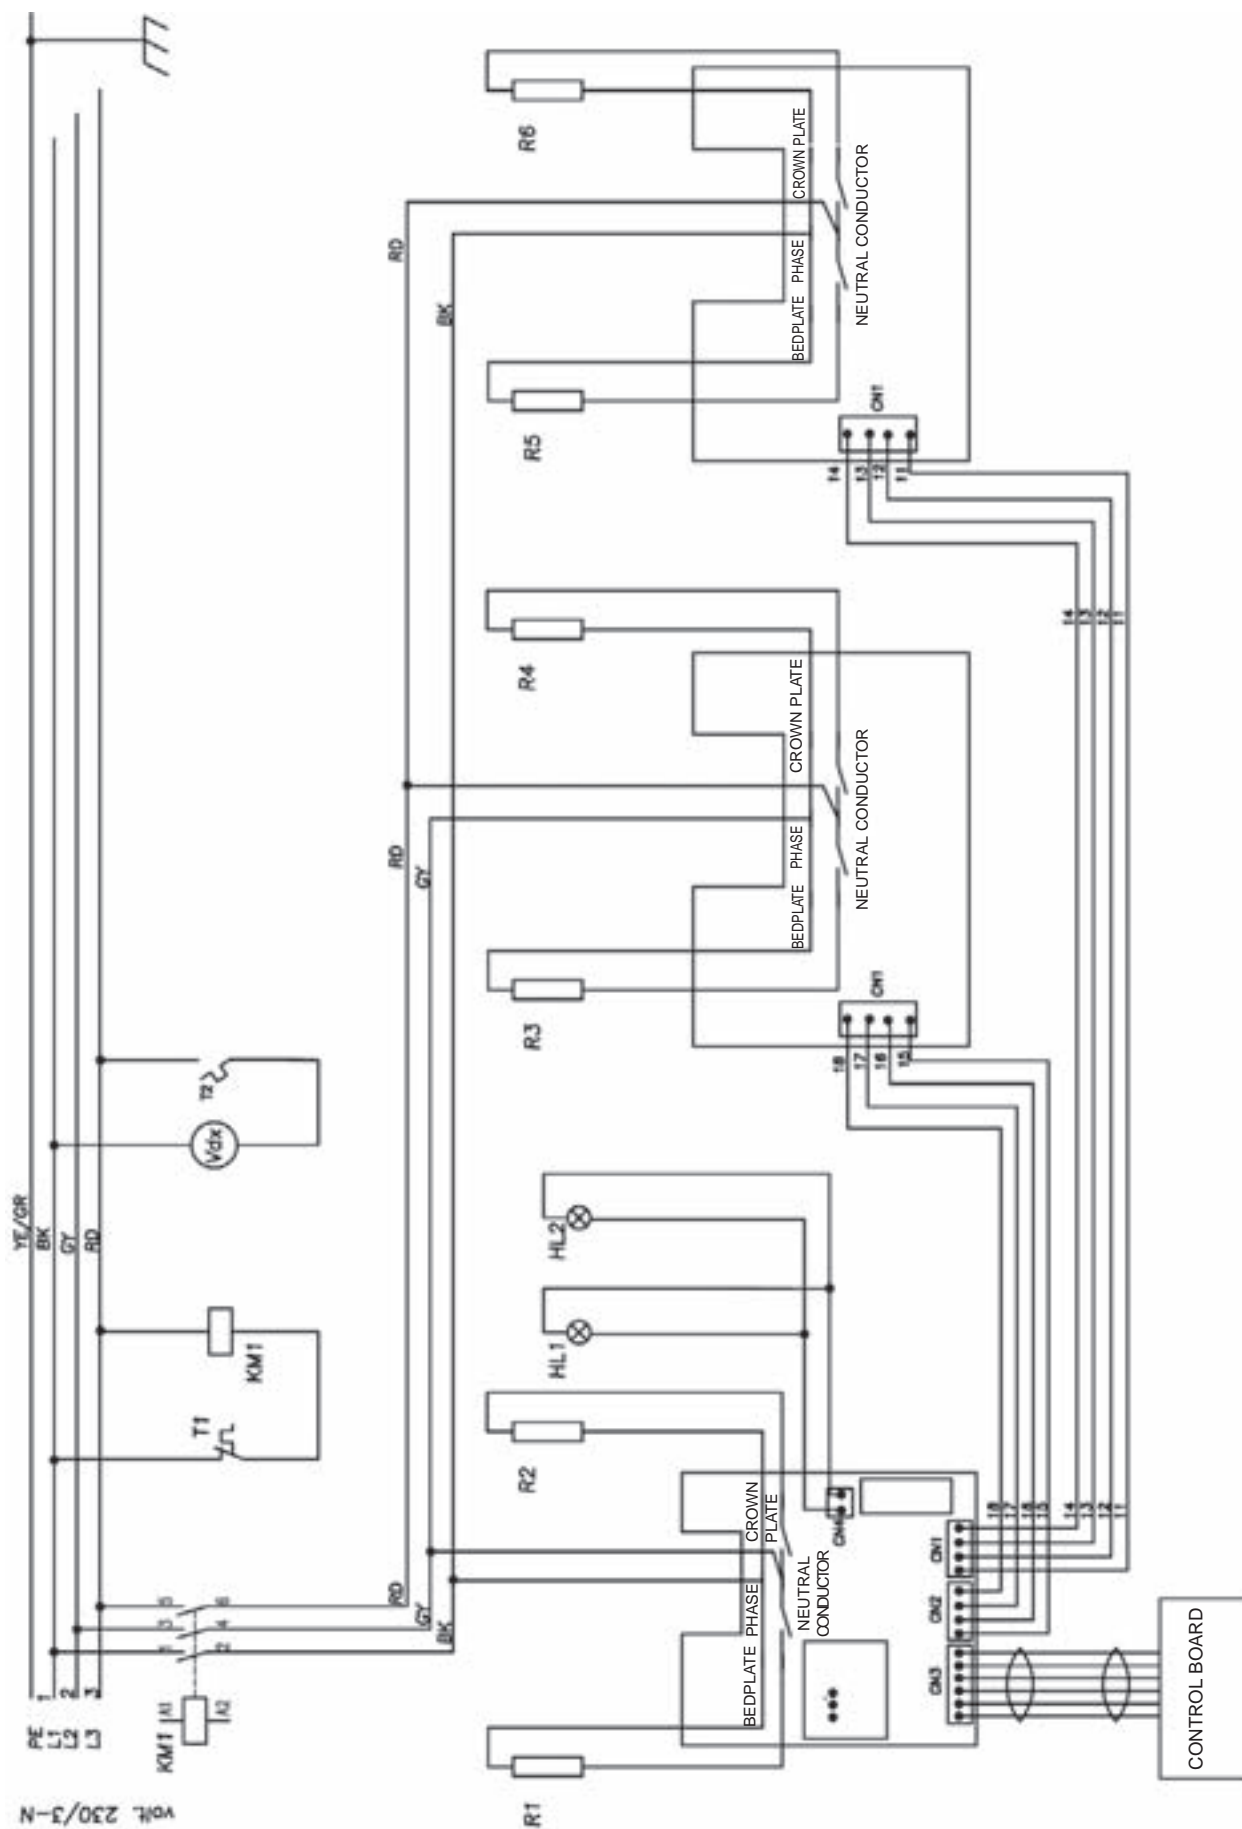 volt. 230/3-N
PE
L1 1
L2 2
L3 3
YE/GR
BK
GY
RD
KM1
A1
A2
1 3 5
2 4 6
T1
KM1
Vdx
T2
RD
GY
BK
RD
GY
RD
BK
R1
R2
HL1
HL2
R3
R4
R5
R6
BEDPLATE PHASE CROWN
PLATE
NEUTRAL
CONDUCTOR
CN4
CN3
CN2
CN1
18
17
16
15
14
13
12
11
BEDPLATE PHASE CROWN PLATE
NEUTRAL CONDUCTOR
CN1
18
17
16
15
BEDPLATE PHASE CROWN PLATE
NEUTRAL CONDUCTOR
CN1
14
13
12
11
14
13
12
11
CONTROL BOARD